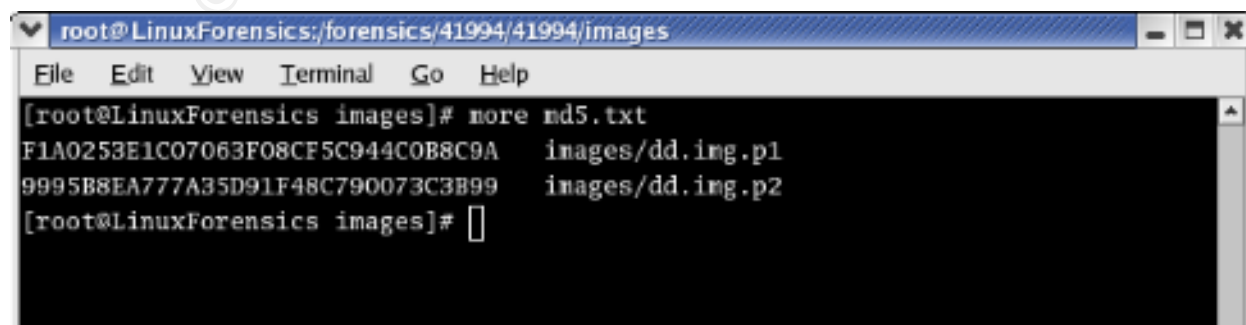 root@LinuxForensics:/forensics/41994/41994/images
File Edit View Terminal Go Help
[root@LinuxForensics images]# more md5.txt
F1A0253E1C07063F08CF5C944C0B8C9A images/dd.img.p1
9995B8EA777A35D91F48C790073C3B99 images/dd.img.p2
[root@LinuxForensics images]#